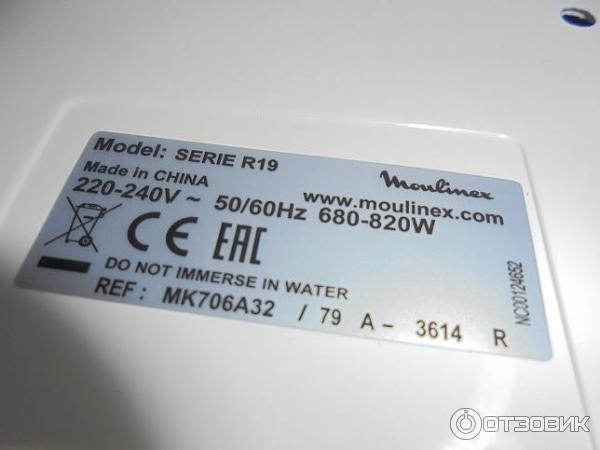 Model: SERIE R19
Moulinex
Made in CHINA
www.moulinex.com
220-240V ~ 50/60Hz 680-820W
CE EAC
DO NOT IMMERSE IN WATER
REF : MK706A32 / 79 A - 3614 R
NC00124652
ОТЗОВИК